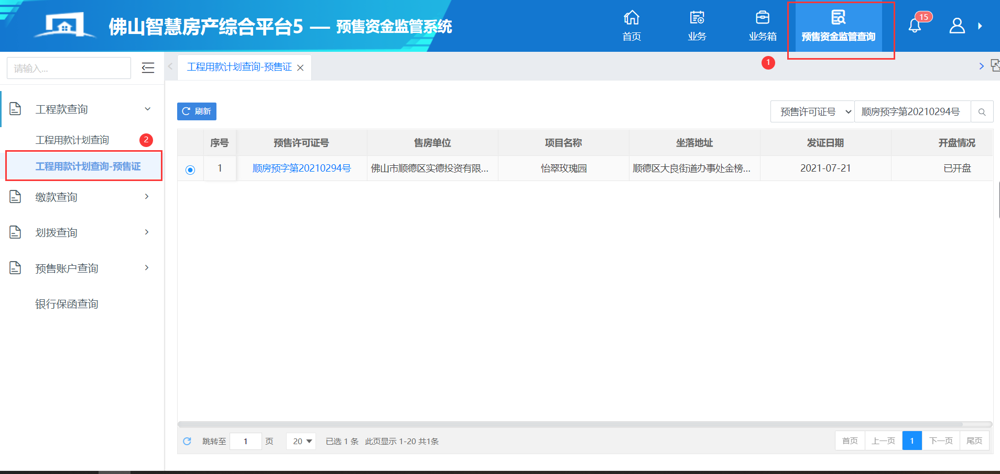 佛山智慧房产综合平台5 — 预售资金监管系统
首页
业务
业务箱
预售资金监管查询
15
请输入...
工程用款计划查询-预售证
1
工程款查询
工程用款计划查询
2
工程用款计划查询-预售证
缴款查询
划拨查询
预售账户查询
银行保函查询
刷新
预售许可证号
顺房预字第20210294号
序号 预售许可证号 售房单位 项目名称 坐落地址 发证日期 开盘情况
1 顺房预字第20210294号 佛山市顺德区实德投资有限... 怡翠玫瑰园 顺德区大良街道办事处金榜... 2021-07-21 已开盘
跳转至 1 页 20 已选 1 条 此页显示 1-20 共1条
首页 上一页 1 下一页 尾页